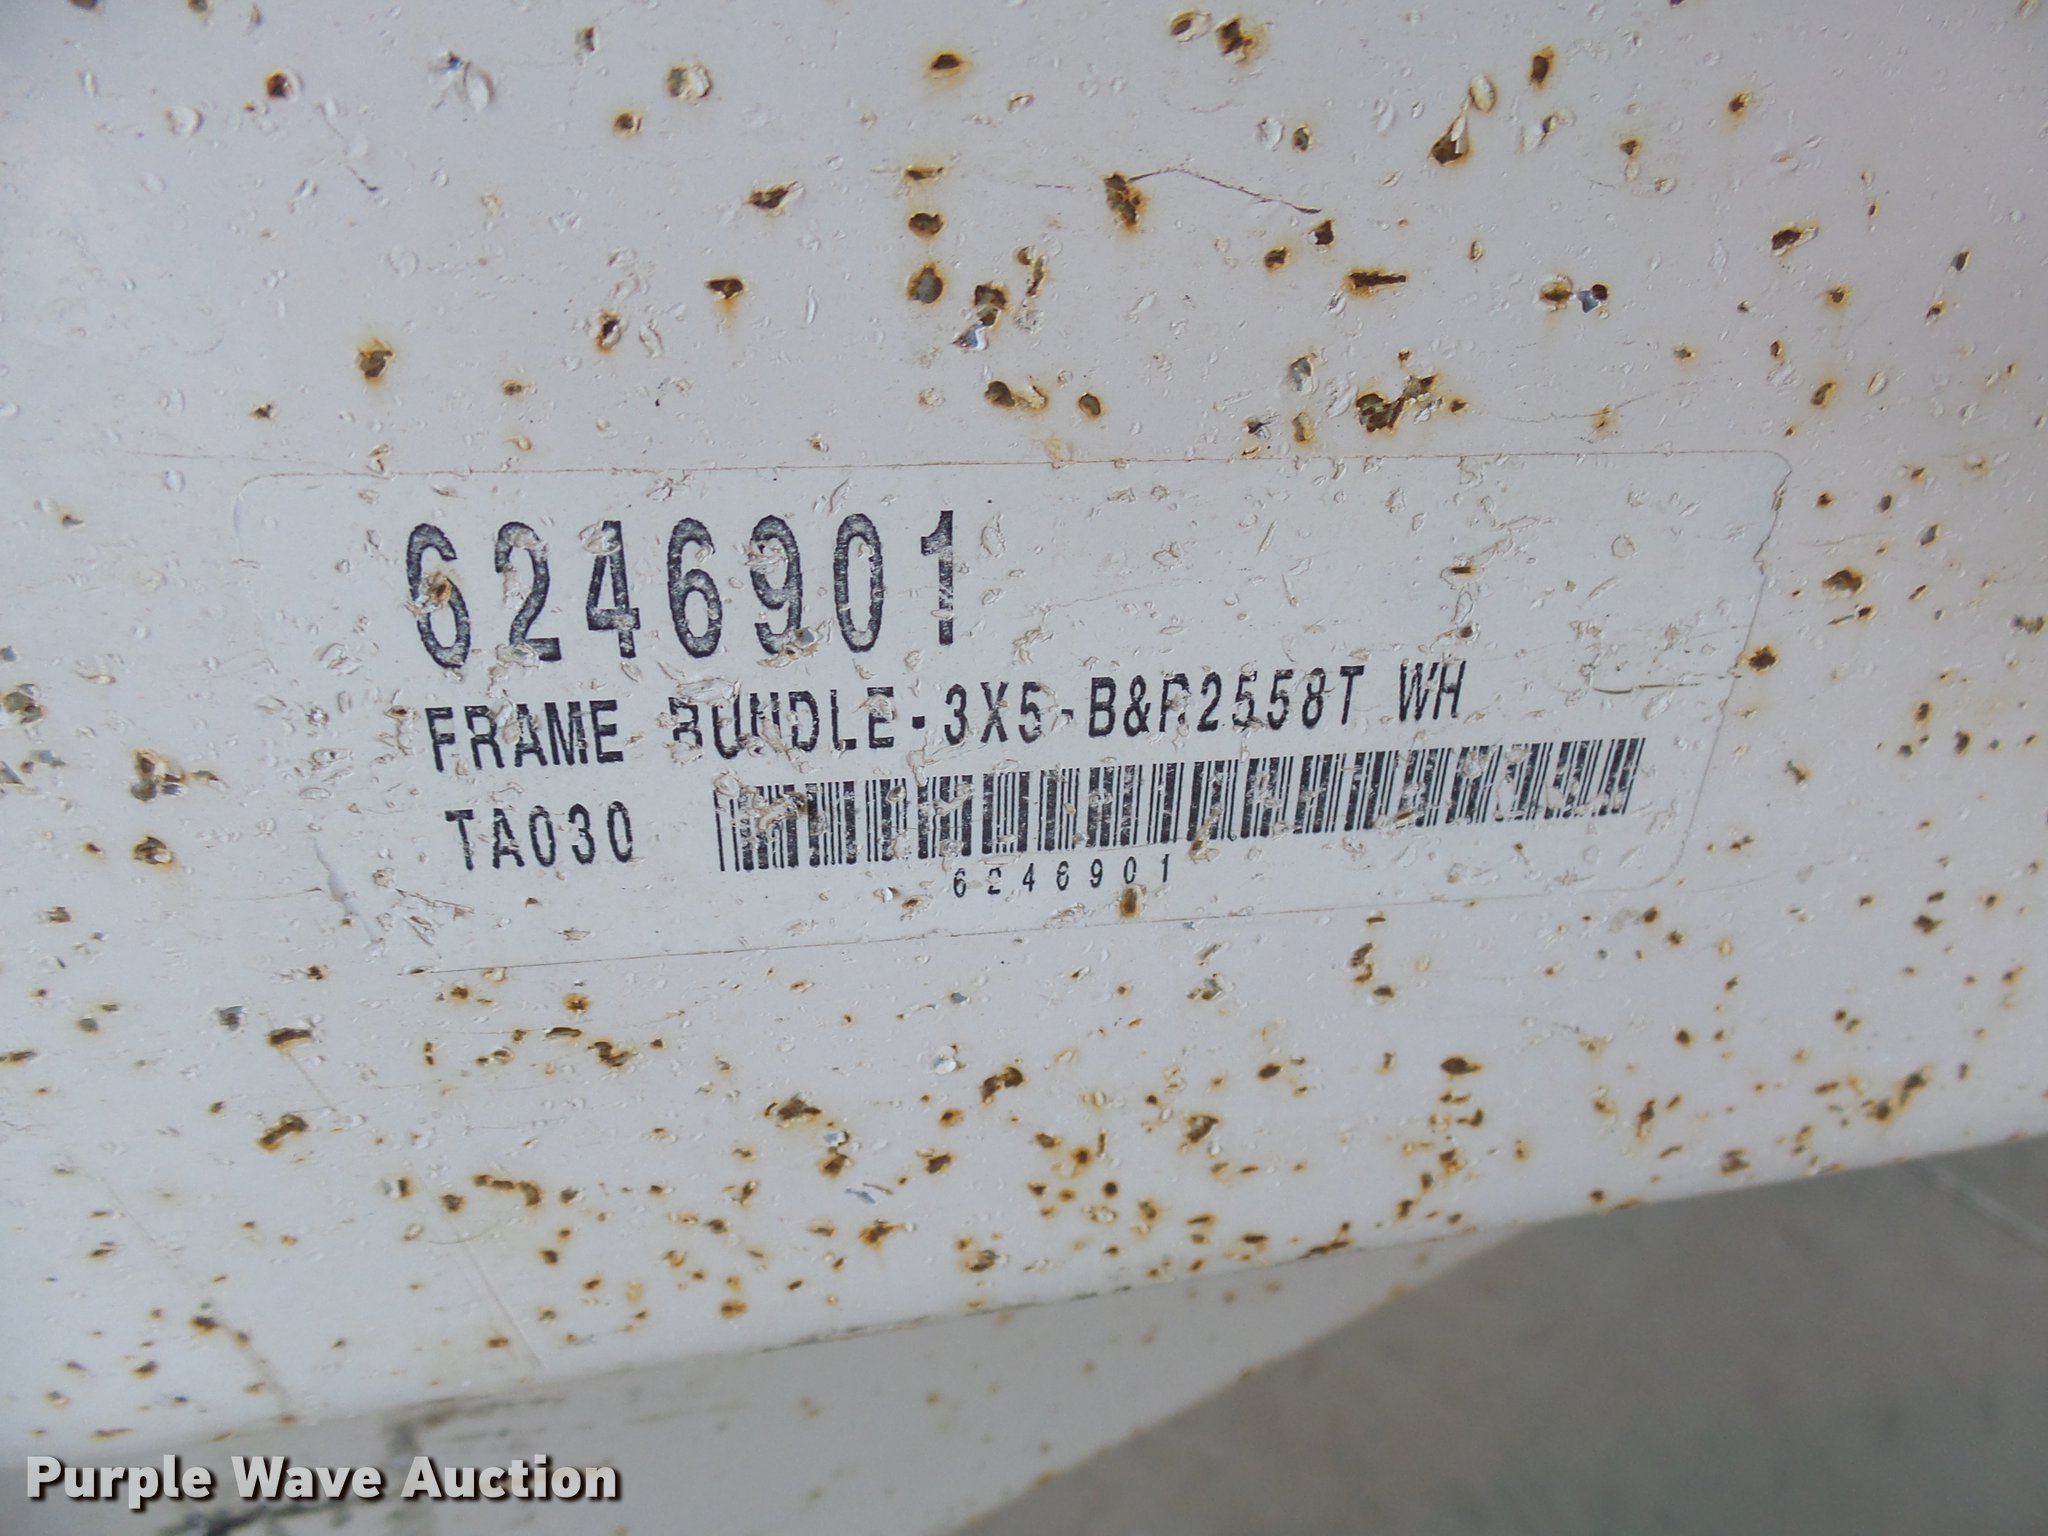 6246901
FRAME BUNDLE-3X5-B&R2558T WH
TA030
6246901
Purple Wave Auction